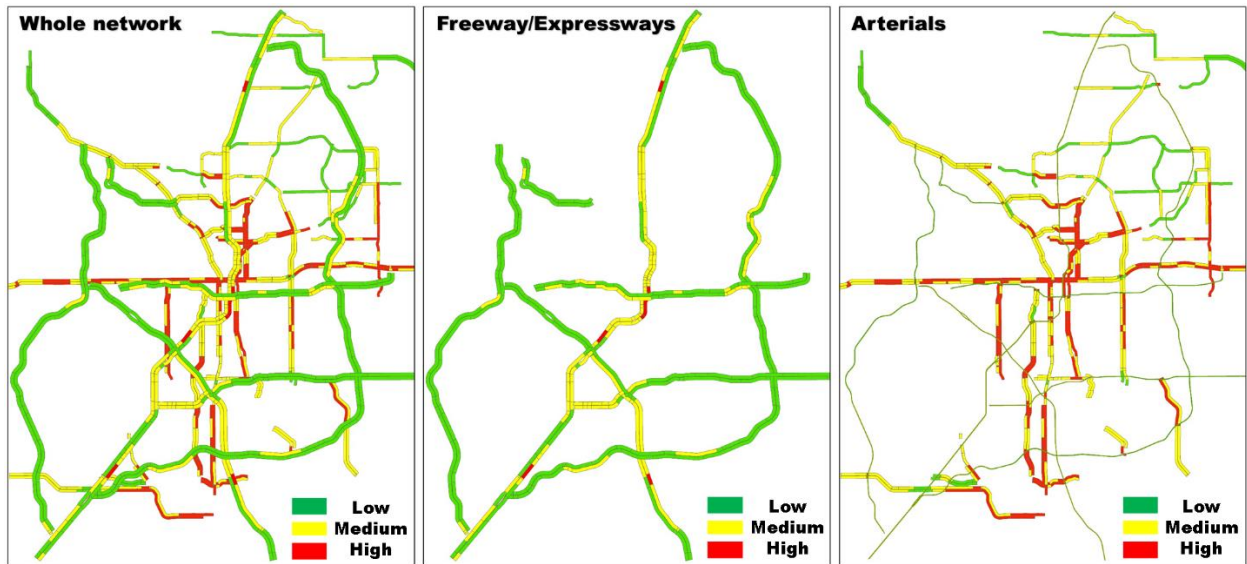 Whole network
Low
Medium
High
Freeway/Expressways
Low
Medium
High
Arterials
Low
Medium
High